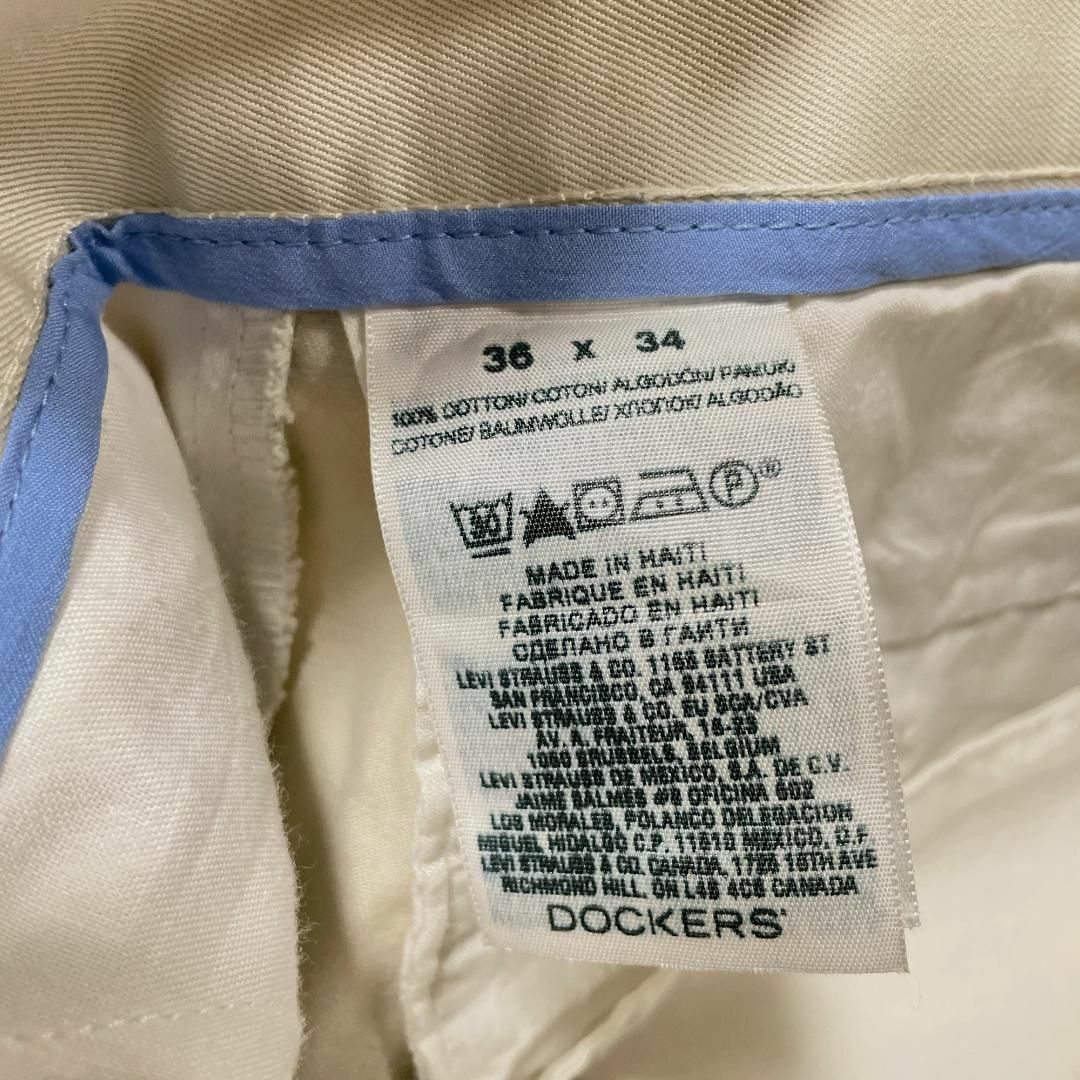 36 x 34
100% COTTON/ COTON/ ALGODÓN/ PAMUK/
COTONE/ BAUMWOLLE/ ХЛОПОК/ ALGODÃO
30
P®
MADE IN HAITI
FABRIQUE EN HAITI
FABRICADO EN HAITI
СДЕЛАНО В ГАИТИ
LEVI STRAUSS & CO. 1155 BATTERY ST
SAN FRANCISCO, CA 94111 USA
LEVI STRAUSS & CO. EU SCA/CVA
AV. A. FRAITEUR, 15-23
1050 BRUSSELS, BELGIUM
LEVI STRAUSS DE MEXICO, S.A. DE C.V.
JAIME BALMES #8 OFICINA 602
LOS MORALES, POLANCO DELEGACION
MIGUEL HIDALGO C.P. 11510 MEXICO, D.F.
LEVI STRAUSS & CO. CANADA, 1725 16TH AVE
RICHMOND HILL ON L4B 4C6 CANADA
DOCKERS®